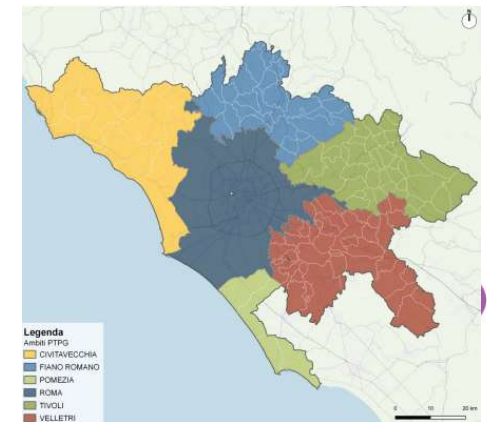 N
Legenda
Ambiti PTPG
CIVITAVECCHIA
FIANO ROMANO
POMEZIA
ROMA
TIVOLI
VELLETRI
0 10 20 km